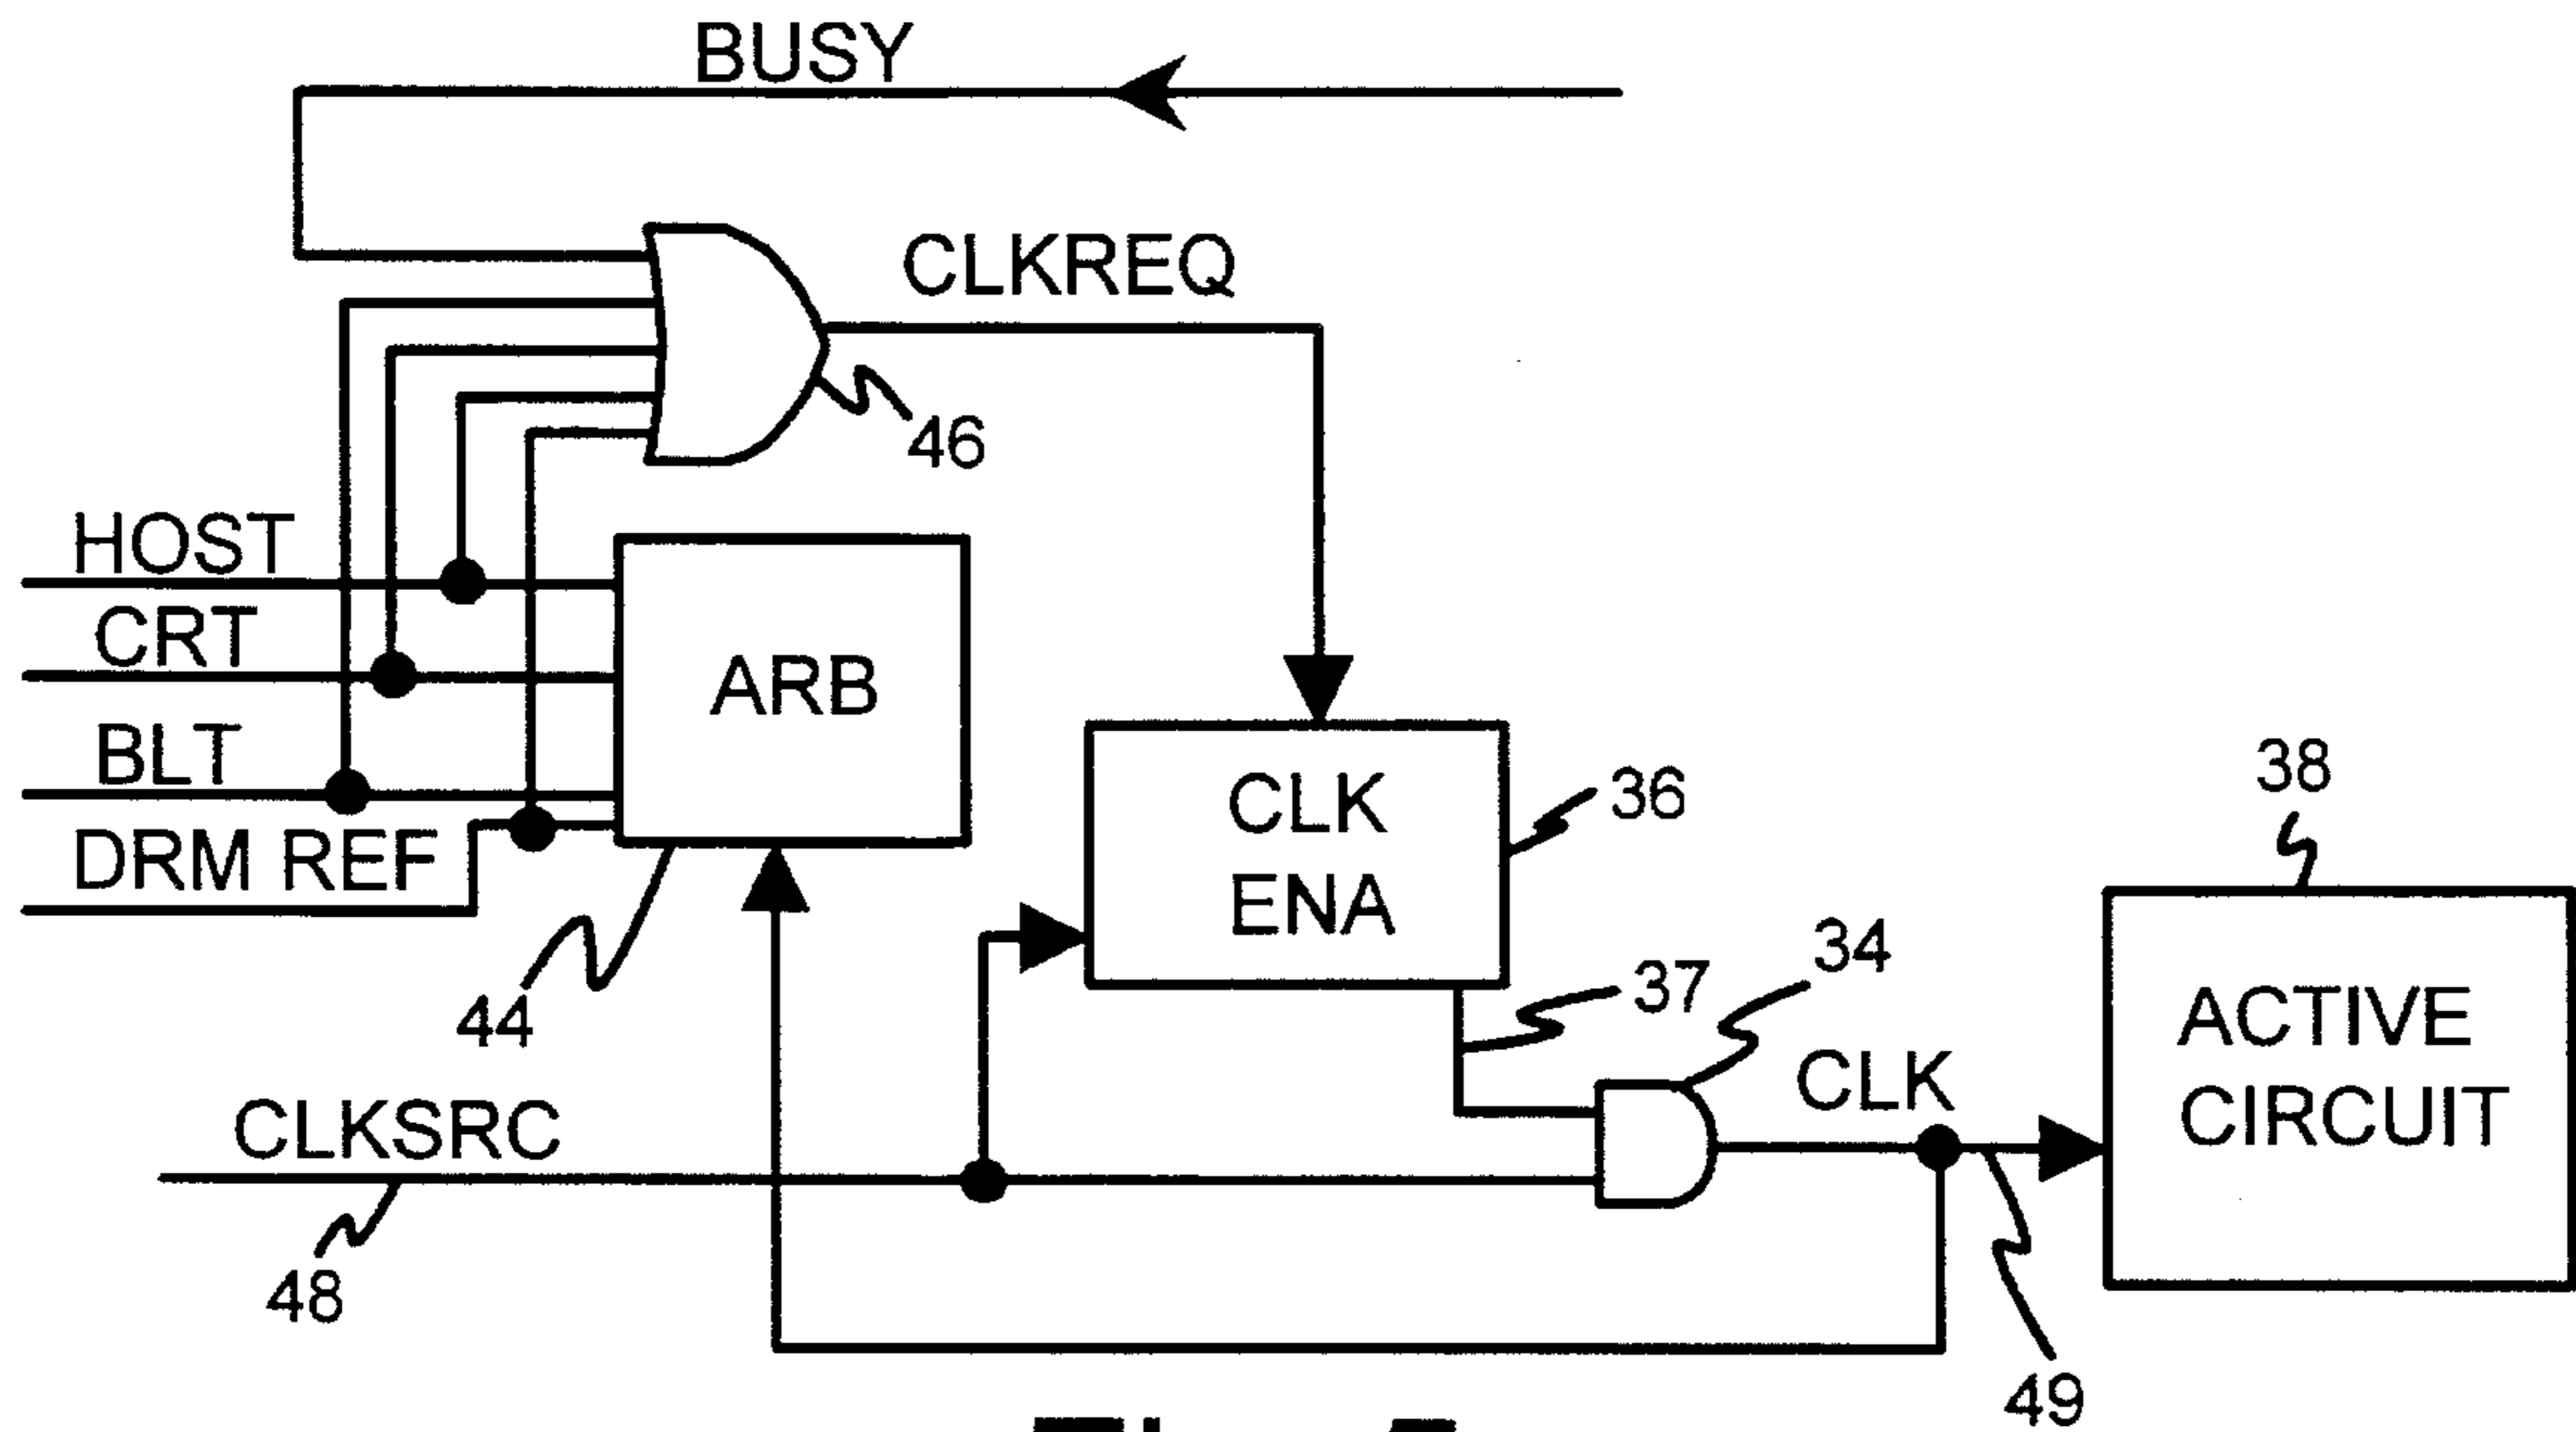 BUSY
CLKREQ
46
HOST
CRT
BLT
DRM REF
ARB
44
CLK
ENA
36
37
34
CLK
38
ACTIVE
CIRCUIT
CLKSRC
48
49